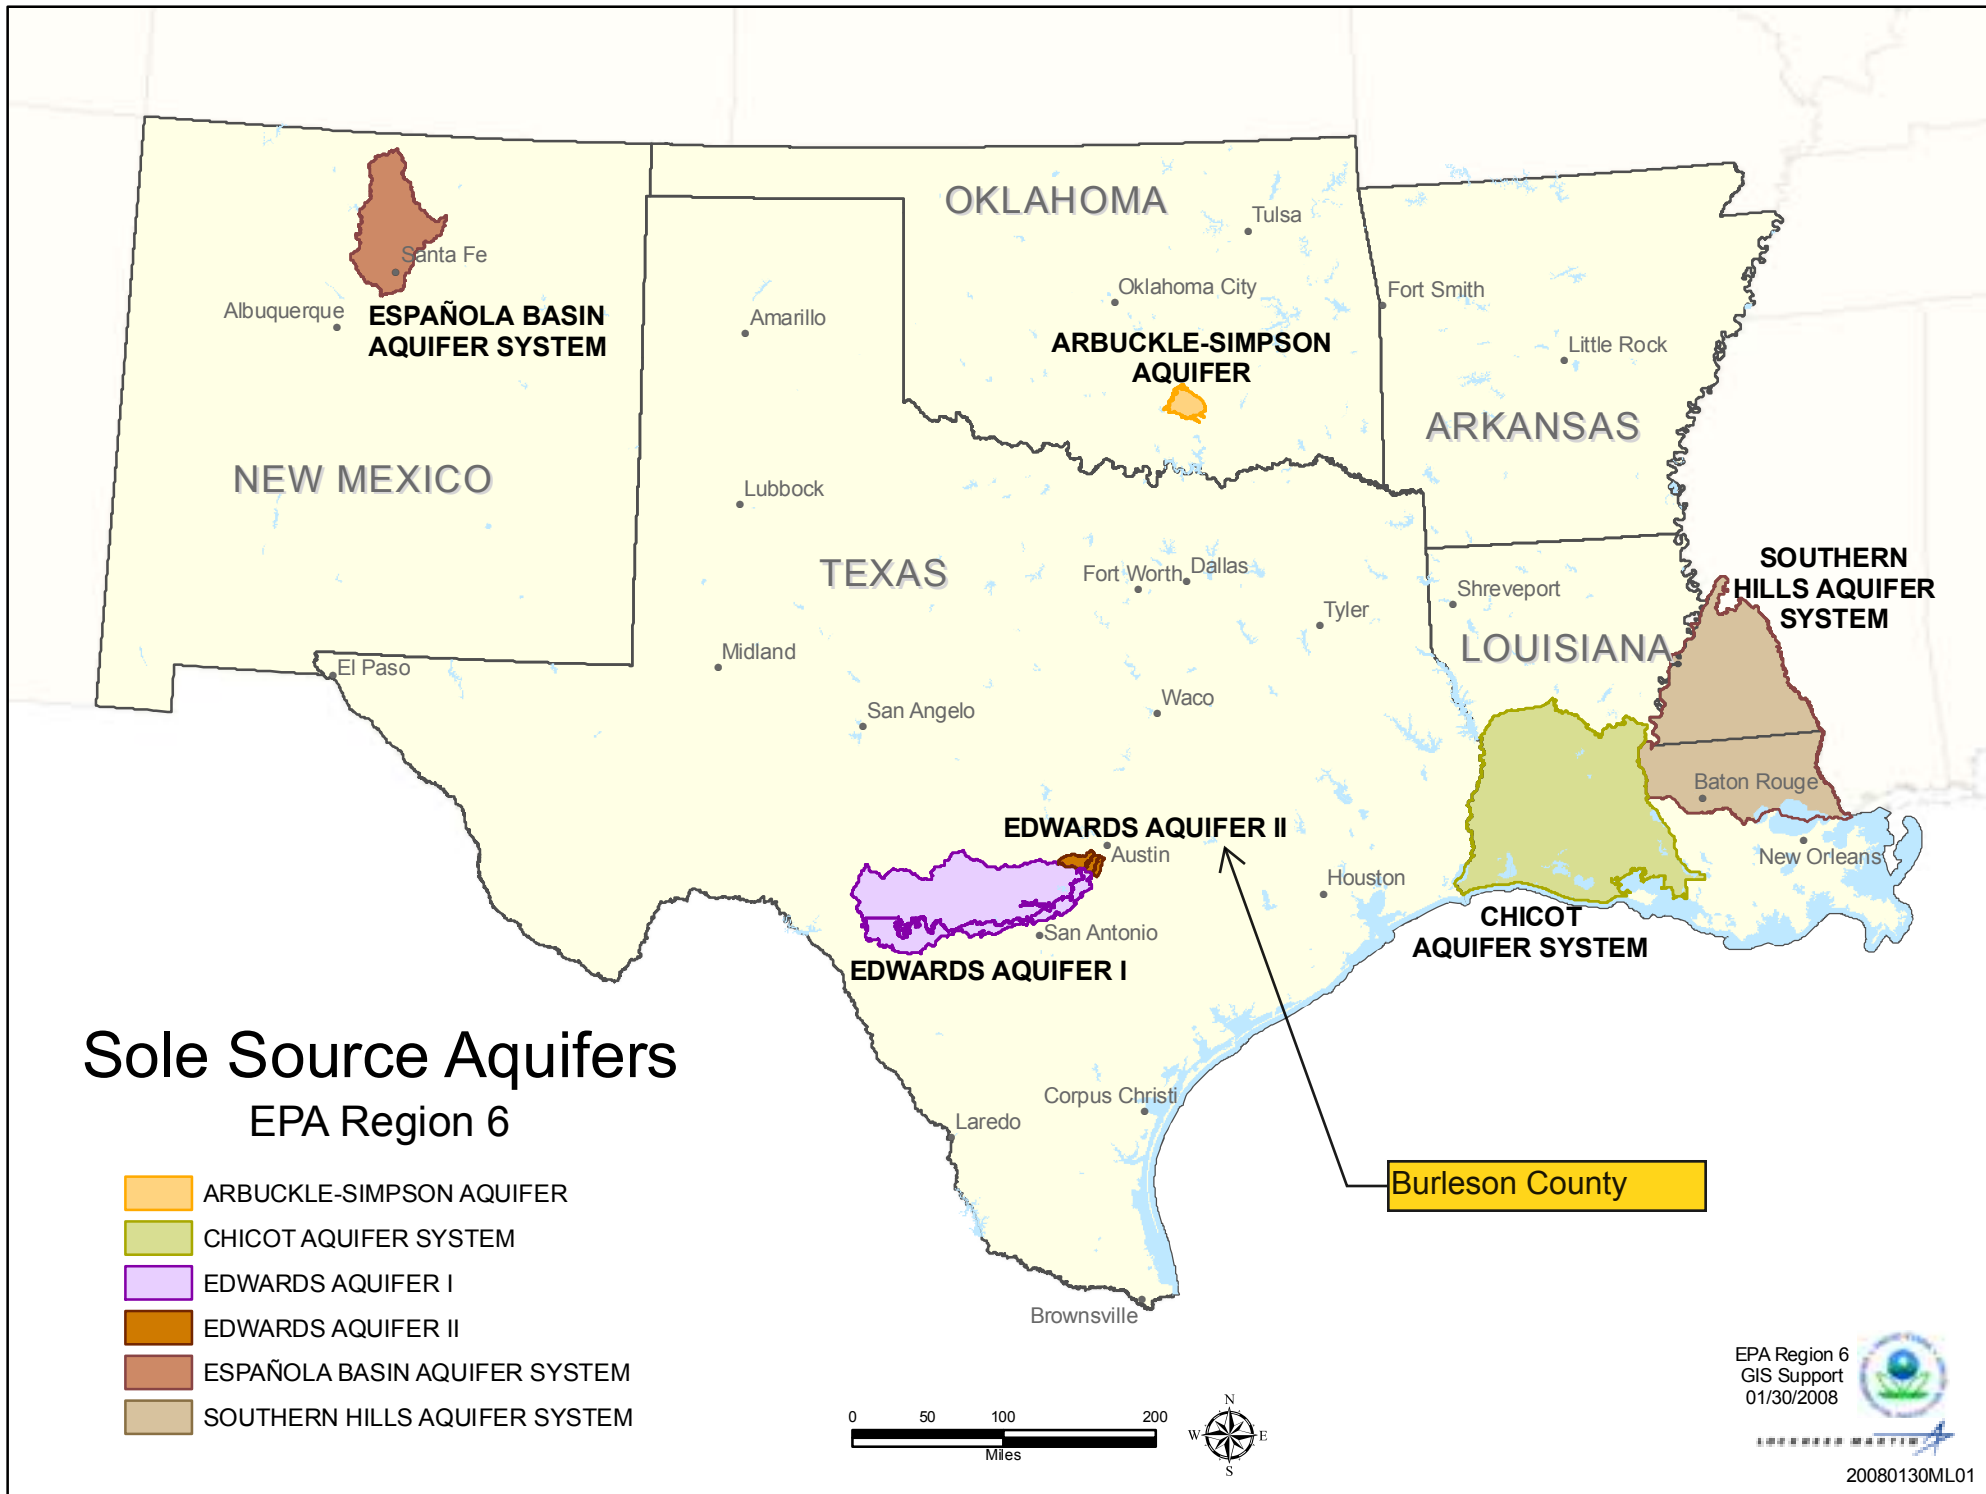 OKLAHOMA
Tulsa
Santa Fe
Oklahoma City
Fort Smith
Albuquerque
ESPAÑOLA BASIN
AQUIFER SYSTEM
Amarillo
ARBUCKLE-SIMPSON
AQUIFER
Little Rock
ARKANSAS
NEW MEXICO
Lubbock
TEXAS
Fort Worth
Dallas
SOUTHERN
HILLS AQUIFER
SYSTEM
Shreveport
Tyler
LOUISIANA
El Paso
Midland
San Angelo
Waco
Baton Rouge
EDWARDS AQUIFER II
Austin
New Orleans
Houston
San Antonio
CHICOT
AQUIFER SYSTEM
EDWARDS AQUIFER I
Sole Source Aquifers
EPA Region 6
Corpus Christi
Laredo
Burleson County
ARBUCKLE-SIMPSON AQUIFER
CHICOT AQUIFER SYSTEM
EDWARDS AQUIFER I
EDWARDS AQUIFER II
ESPAÑOLA BASIN AQUIFER SYSTEM
SOUTHERN HILLS AQUIFER SYSTEM
Brownsville
0 50 100 200
Miles
N
W E
S
EPA Region 6
GIS Support
01/30/2008
LOCKHEED MARTIN
20080130ML01